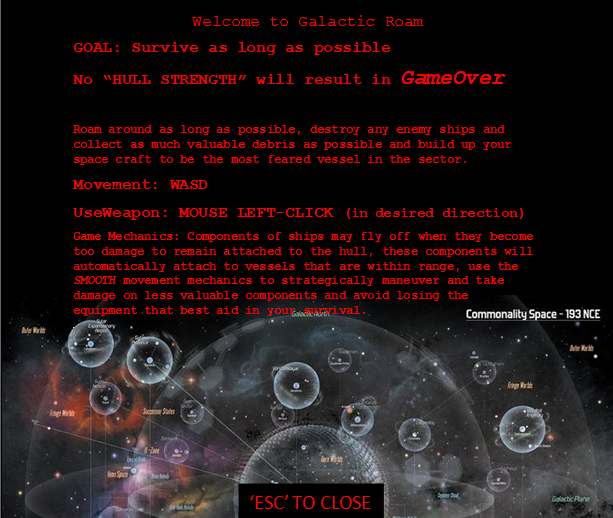 Welcome to Galactic Roam
GOAL: Survive as long as possible
No “HULL STRENGTH” will result in GameOver
Roam around as long as possible, destroy any enemy ships and
collect as much valuable debris as possible and build up your
space craft to be the most feared vessel in the sector.
Movement: WASD
UseWeapon: MOUSE LEFT-CLICK (in desired direction)
Game Mechanics: Components of ships may fly off when they become
too damage to remain attached to the hull, these components will
automatically attach to vessels that are within range, use the
SMOOTH movement mechanics to strategically maneuver and take
damage on less valuable components and avoid losing the
equipment that best aid in your survival.
Galactic North
Commonality Space - 193 NCE
Outer Worlds
Outer Worlds
Fringe Worlds
Fringe Worlds
Successor States
Core Worlds
Galactic Plane
‘ESC’ TO CLOSE